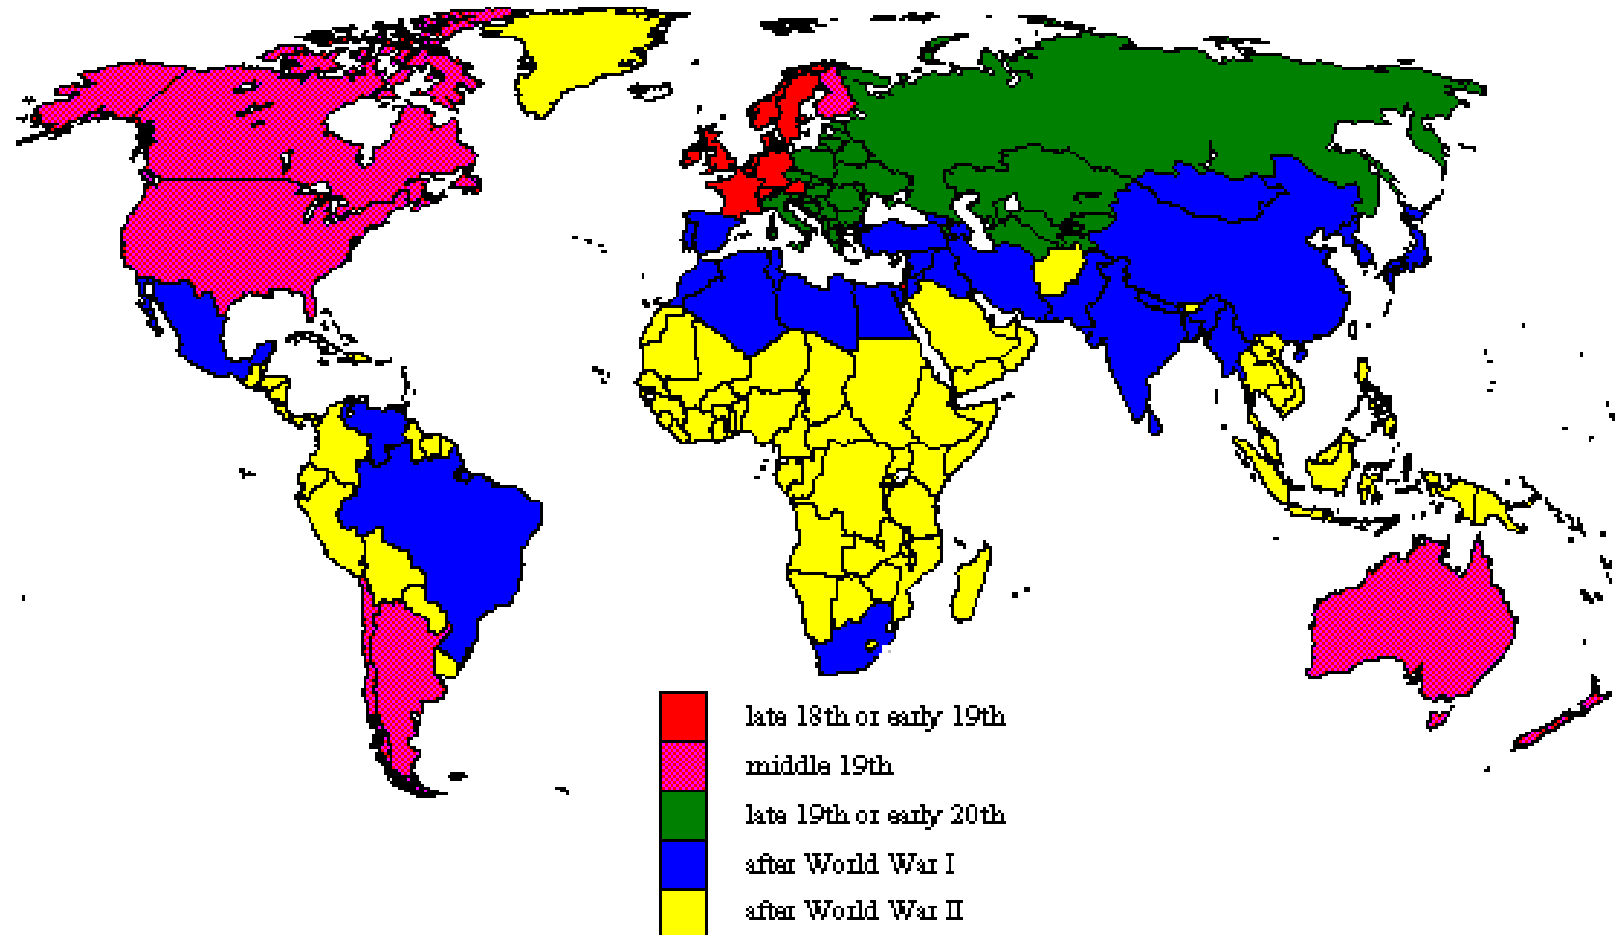 late 18th or early 19th
middle 19th
late 19th or early 20th
after World War I
after World War II